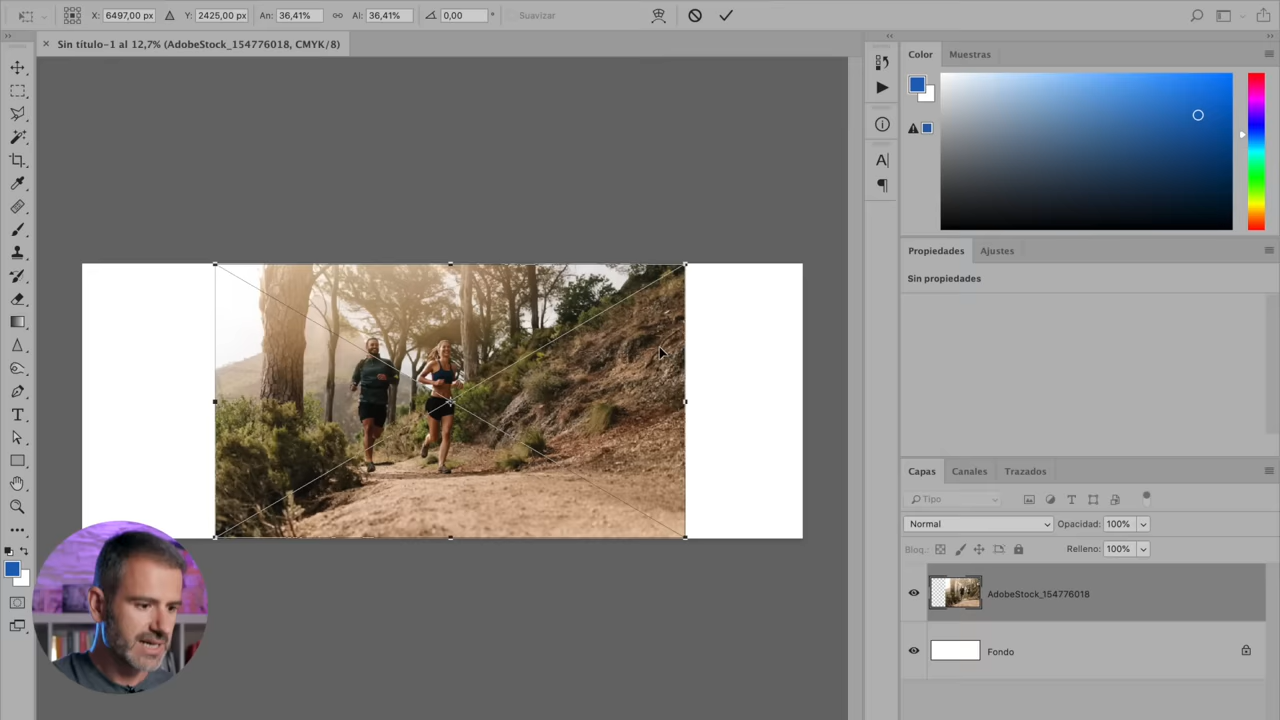 X: 6497,00 px Y: 2425,00 px An: 36,41% Al: 36,41% 0,00 ° Suavizar
Sin título-1 al 12,7% (AdobeStock_154776018, CMYK/8)
Color Muestras
Propiedades Ajustes
Sin propiedades
Capas Canales Trazados
Tipo
Normal Opacidad: 100%
Bloq.: Relleno: 100%
AdobeStock_154776018
Fondo